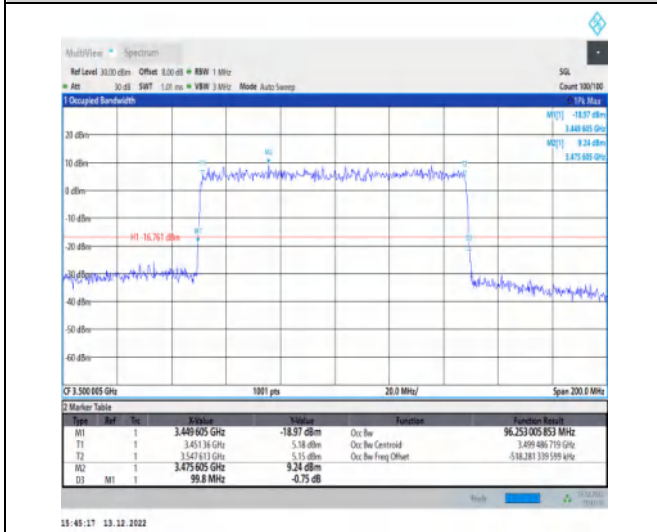 MultiView Spectrum
Ref Level 30.00 dBm Offset 8.00 dB RBW 1 MHz SGL
Att 30 dB SWT 1.01 ms VBW 3 MHz Mode Auto Sweep Count 100/100
1 Occupied Bandwidth 1Pk Max
M1[1] -18.97 dBm
3.449 605 GHz
20 dBm
M2[1] 9.24 dBm
3.475 605 GHz
M2
10 dBm
0 dBm
-10 dBm
H1 -16.761 dBm
-20 dBm
-30 dBm
-40 dBm
-50 dBm
-60 dBm
CF 3.500 005 GHz 1001 pts 20.0 MHz/ Span 200.0 MHz
2 Marker Table
Type Ref Trc X-Value Y-Value Function Function Result
M1 1 3.449 605 GHz -18.97 dBm Occ Bw 96.253 005 853 MHz
T1 1 3.451 36 GHz 5.18 dBm Occ Bw Centroid 3.499 486 719 GHz
T2 1 3.547 613 GHz 5.15 dBm Occ Bw Freq Offset -518.281 339 599 kHz
M2 1 3.475 605 GHz 9.24 dBm
D3 M1 1 99.8 MHz -0.75 dB
Ready
15:45:17 13.12.2022